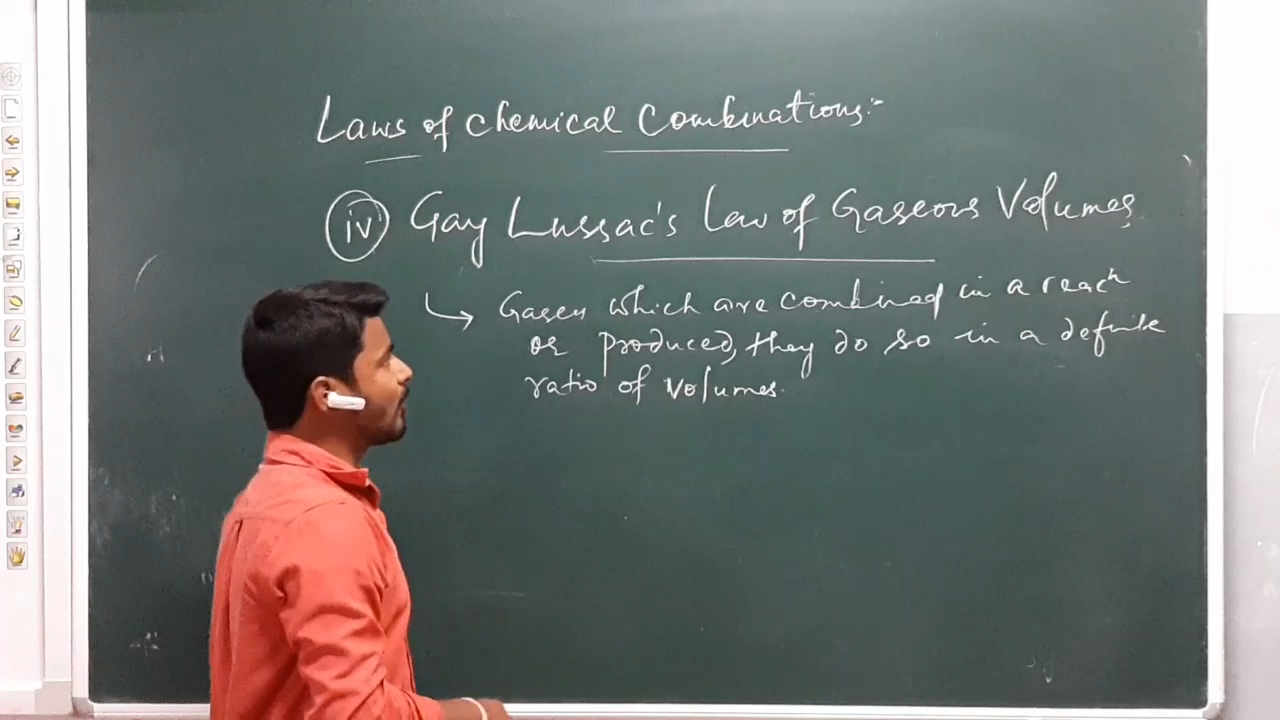 Laws of chemical Combinations:-
iv Gay Lussac's Law of Gaseous Volumes
Gases which are combined in a reach
or produced, they do so in a definite
ratio of volumes.